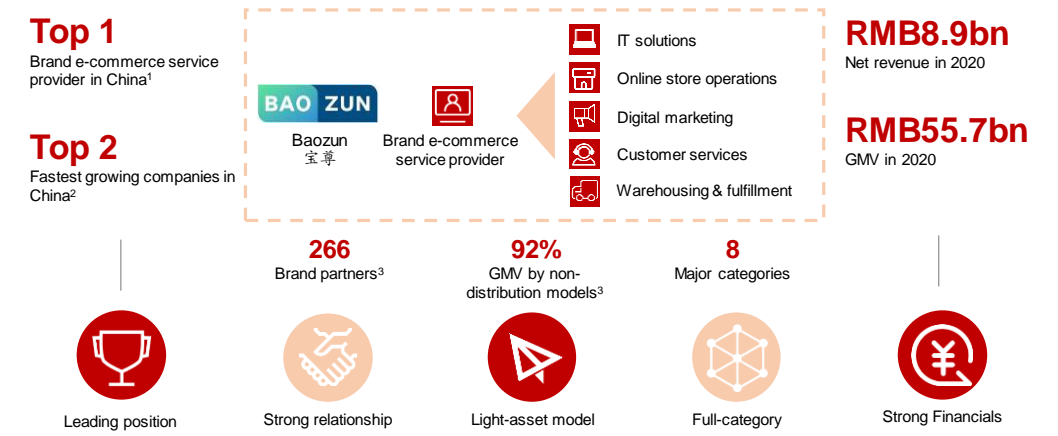 Top 1
Brand e-commerce service
provider in China¹
Top 2
Fastest growing companies in
China²
BAO ZUN
Baozun
宝尊
Brand e-commerce
service provider
IT solutions
Online store operations
Digital marketing
Customer services
Warehousing & fulfillment
RMB8.9bn
Net revenue in 2020
RMB55.7bn
GMV in 2020
266
Brand partners³
92%
GMV by non-
distribution models³
8
Major categories
Leading position
Strong relationship
Light-asset model
Full-category
Strong Financials